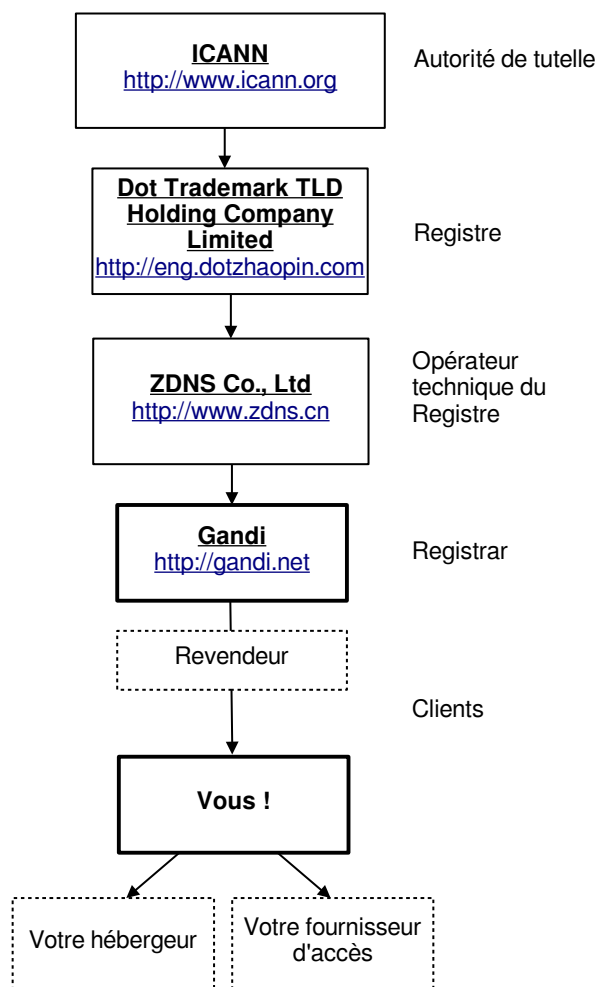 ICANN
http://www.icann.org
Autorité de tutelle
Dot Trademark TLD
Holding Company
Limited
http://eng.dotzhaopin.com
Registre
ZDNS Co., Ltd
http://www.zdns.cn
Opérateur
technique du
Registre
Gandi
http://gandi.net
Registrar
Revendeur
Clients
Vous !
Votre hébergeur
Votre fournisseur
d'accès